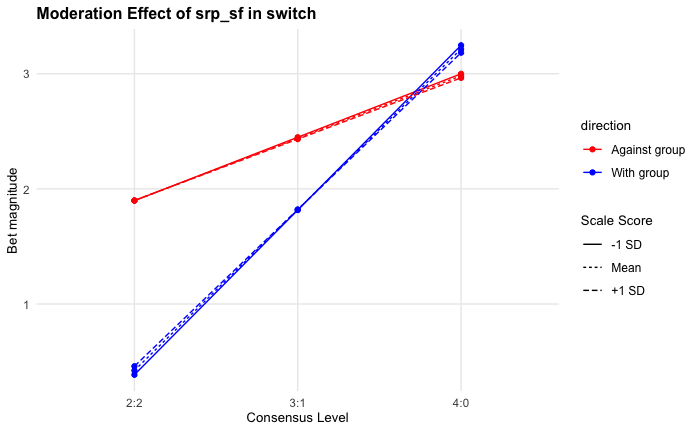 Moderation Effect of srp_sf in switch
Bet magnitude
3
2
1
2:2
3:1
4:0
Consensus Level
direction
Against group
With group
Scale Score
-1 SD
Mean
+1 SD